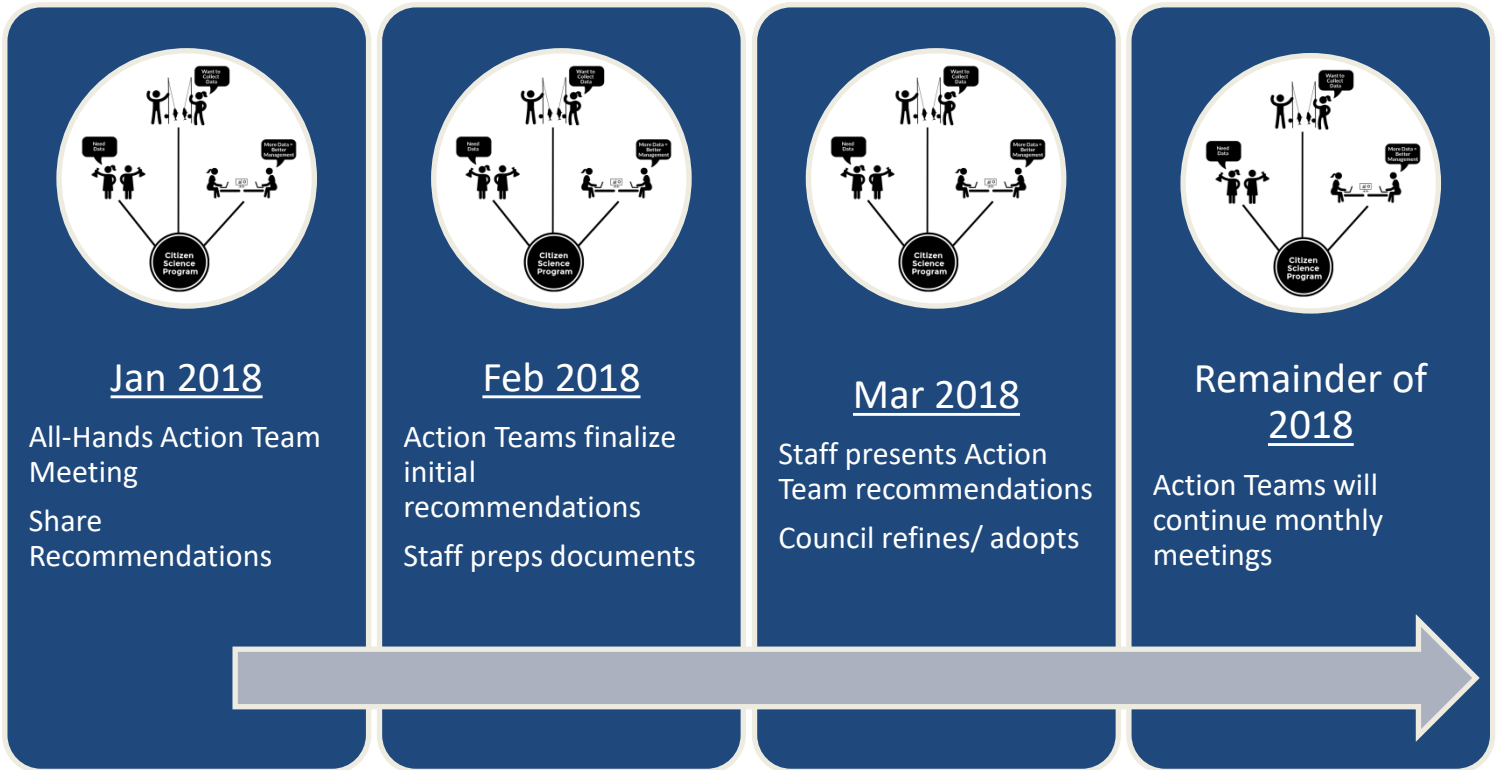 Want to
Collect
Data
Need
Data
More Data =
Better
Management
Citizen
Science
Program
Jan 2018
All-Hands Action Team
Meeting
Share
Recommendations
Want to
Collect
Data
Need
Data
More Data =
Better
Management
Citizen
Science
Program
Feb 2018
Action Teams finalize
initial
recommendations
Staff preps documents
Want to
Collect
Data
Need
Data
More Data =
Better
Management
Citizen
Science
Program
Mar 2018
Staff presents Action
Team recommendations
Council refines/ adopts
Want to
Collect
Data
Need
Data
More Data =
Better
Management
Citizen
Science
Program
Remainder of
2018
Action Teams will
continue monthly
meetings